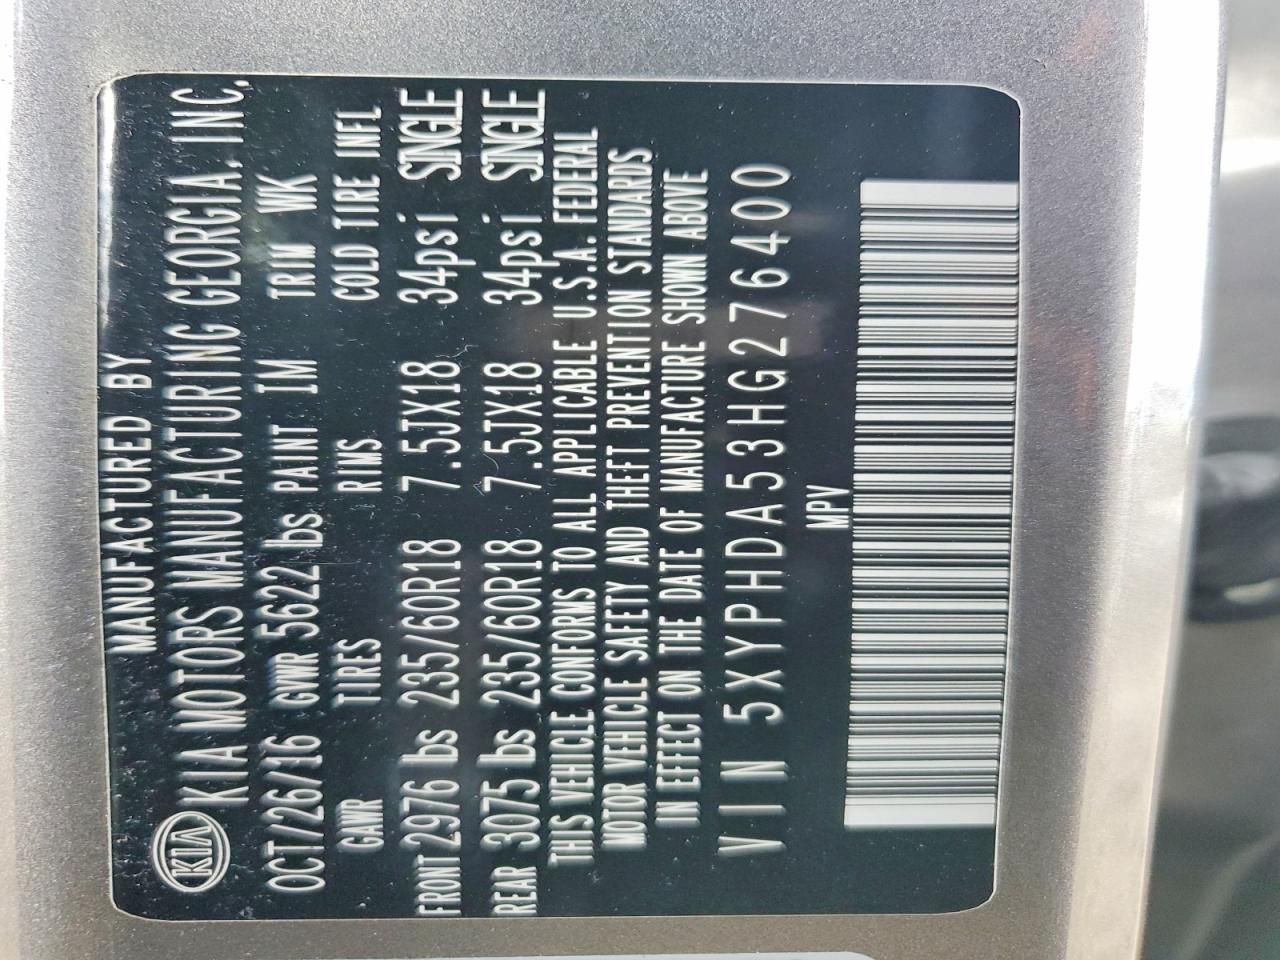 MANUFACTURED BY
KIA KIA MOTORS MANUFACTURING GEORGIA, INC.
OCT/26/16 GVWR 5622 lbs PAINT IM TRIM WK
GAWR TIRES RIMS COLD TIRE INFL
FRONT 2976 lbs 235/60R18 7.5JX18 34psi SINGLE
REAR 3075 lbs 235/60R18 7.5JX18 34psi SINGLE
THIS VEHICLE CONFORMS TO ALL APPLICABLE U.S.A. FEDERAL
MOTOR VEHICLE SAFETY AND THEFT PREVENTION STANDARDS
IN EFFECT ON THE DATE OF MANUFACTURE SHOWN ABOVE
VIN 5XYPHDA53HG276400
MPV